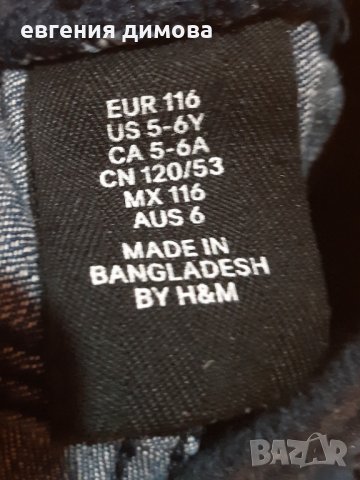 евгения димова
EUR 116
US 5-6Y
CA 5-6A
CN 120/53
MX 116
AUS 6
MADE IN
BANGLADESH
BY H&M
BAZAR